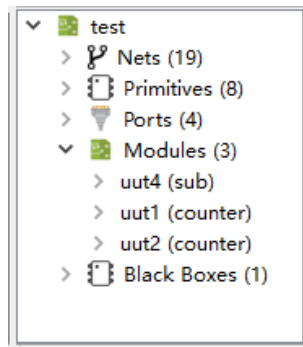 test
Nets (19)
Primitives (8)
Ports (4)
Modules (3)
uut4 (sub)
uut1 (counter)
uut2 (counter)
Black Boxes (1)